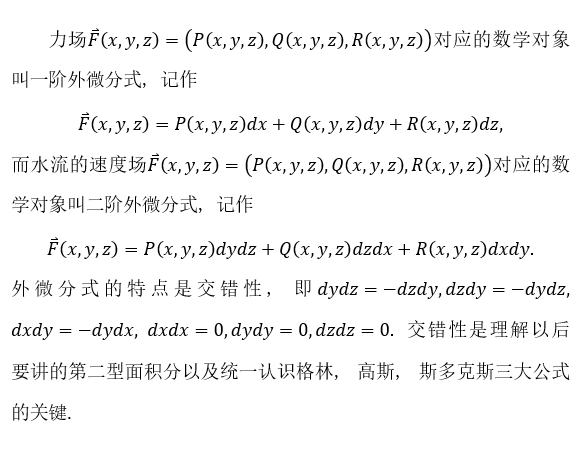 力场F⃗(x, y, z) = (P(x, y, z), Q(x, y, z), R(x, y, z))对应的数学对象
叫一阶外微分式, 记作
F⃗(x, y, z) = P(x, y, z)dx + Q(x, y, z)dy + R(x, y, z)dz,
而水流的速度场F⃗(x, y, z) = (P(x, y, z), Q(x, y, z), R(x, y, z))对应的数
学对象叫二阶外微分式, 记作
F⃗(x, y, z) = P(x, y, z)dydz + Q(x, y, z)dzdx + R(x, y, z)dxdy.
外微分式的特点是交错性, 即 dydz = −dzdy, dzdy = −dydz,
dxdy = −dydx, dxdx = 0, dydy = 0, dzdz = 0. 交错性是理解以后
要讲的第二型面积分以及统一认识格林, 高斯, 斯多克斯三大公式
的关键.